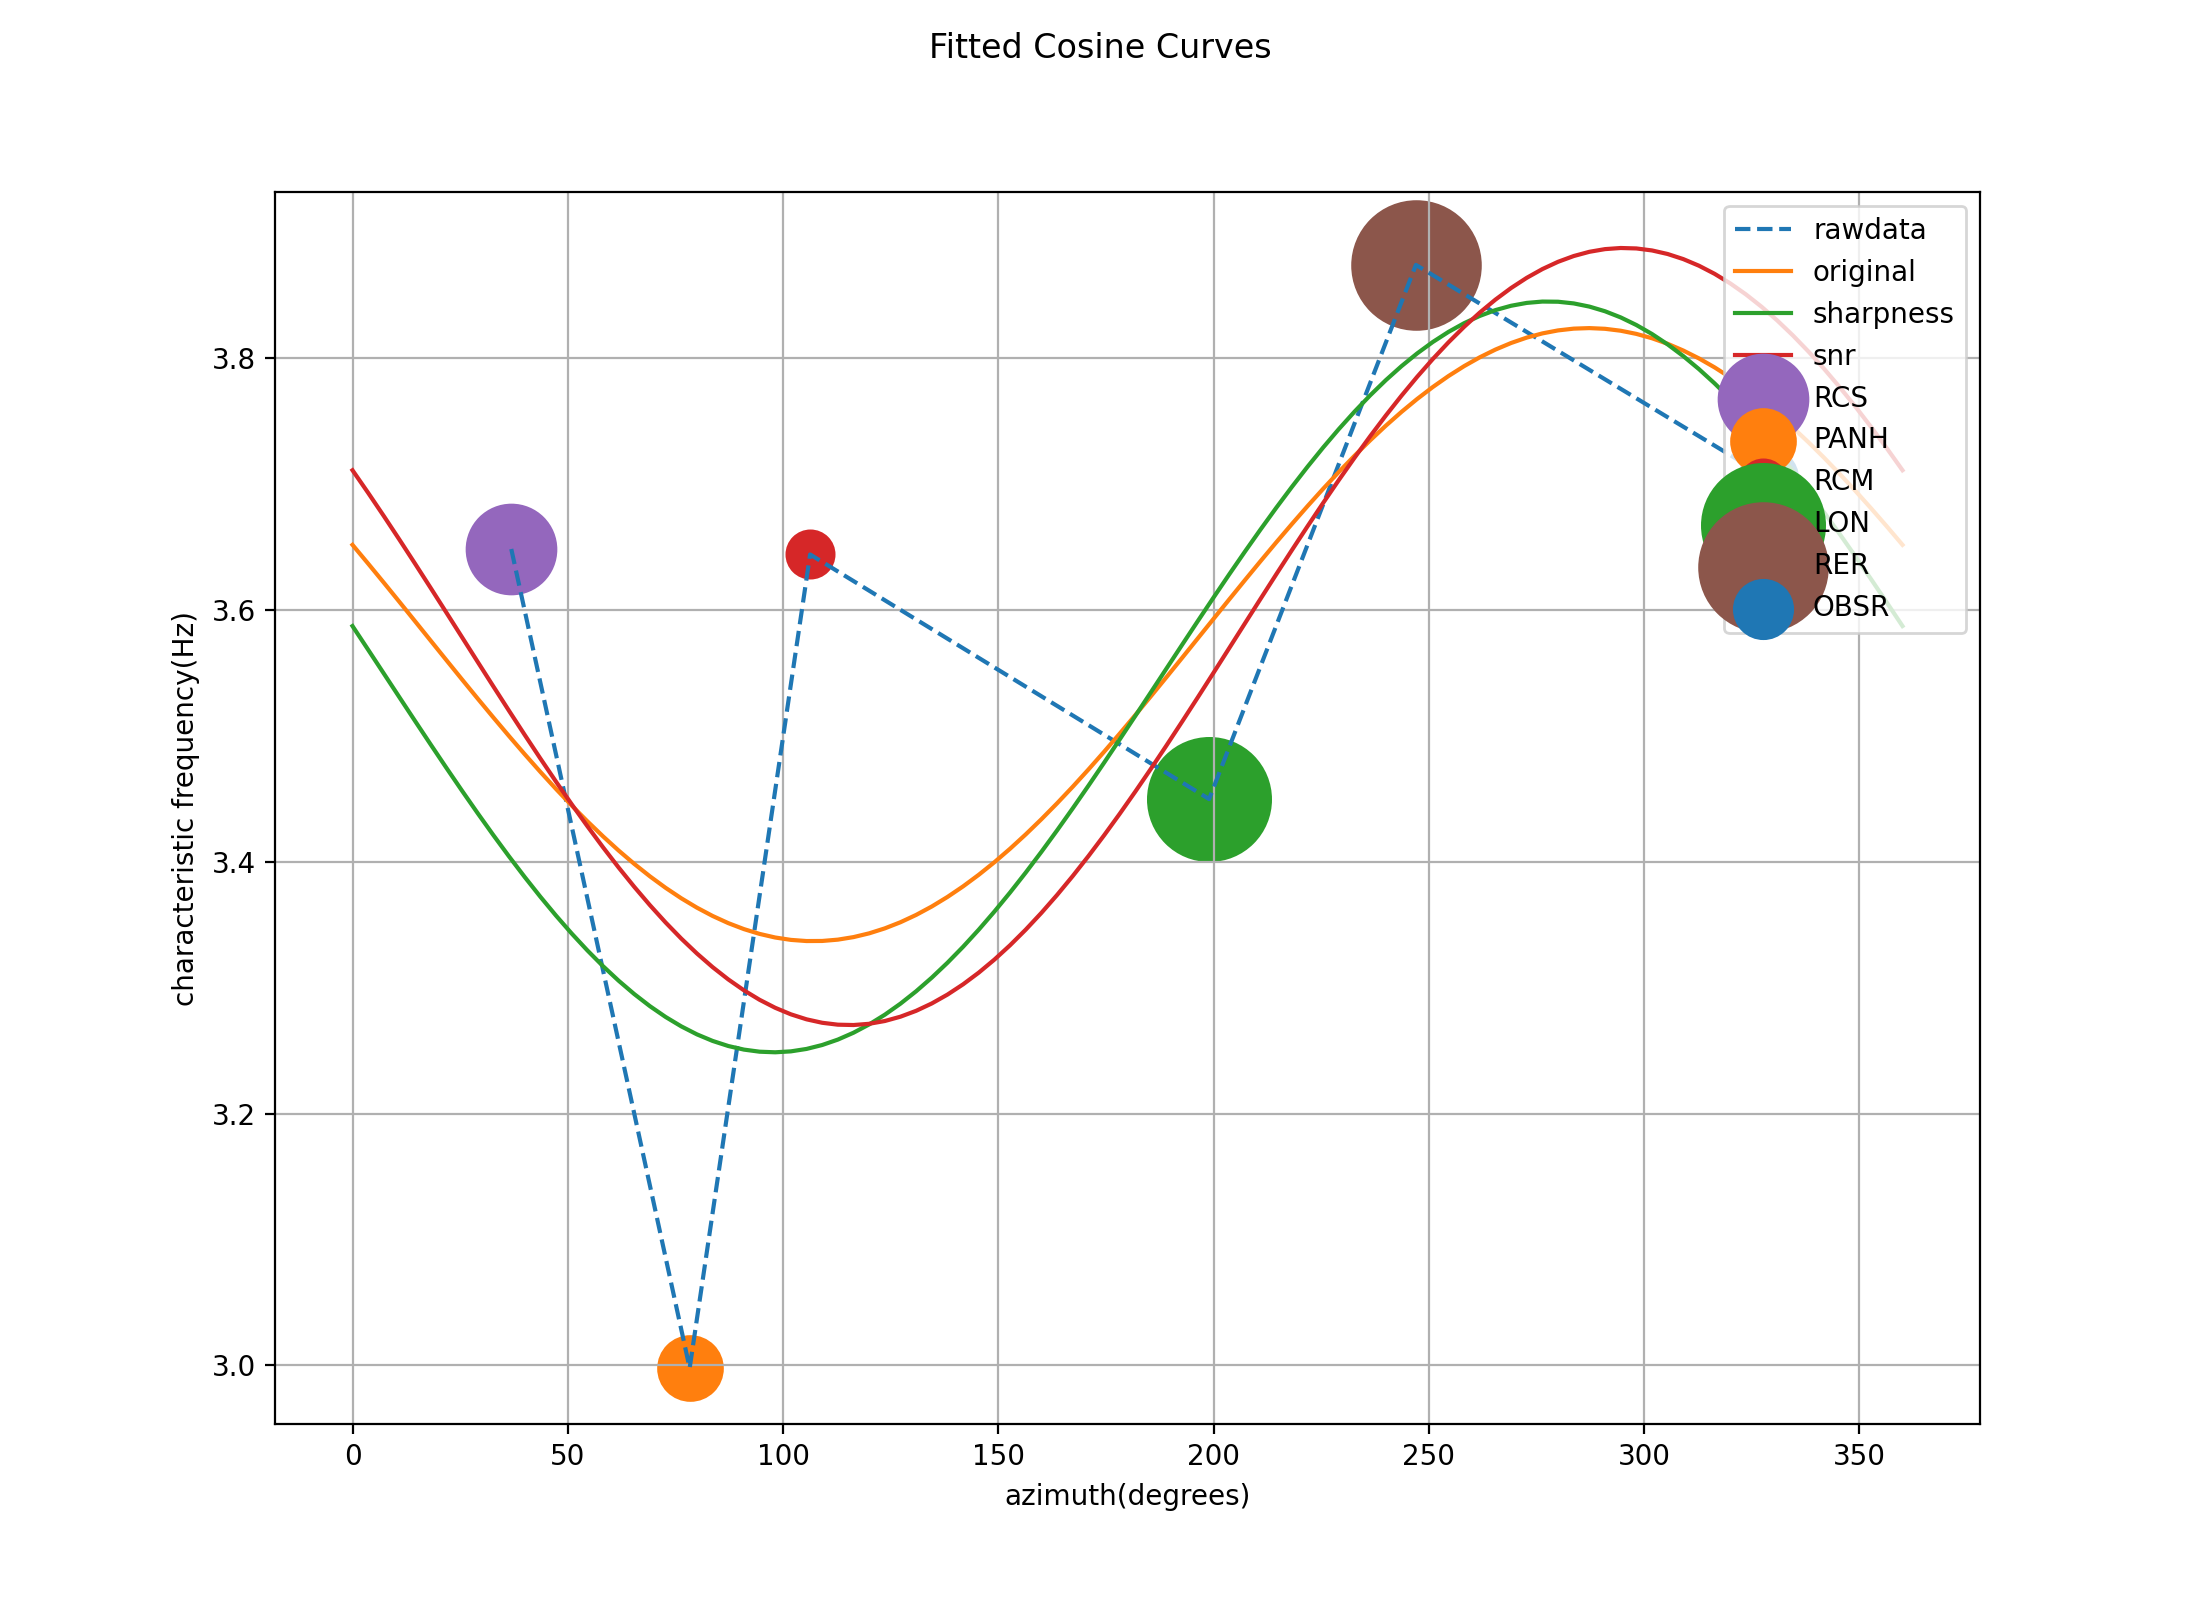 Fitted Cosine Curves
characteristic frequency(Hz)
3.8
3.6
3.4
3.2
3.0
rawdata
original
sharpness
snr
RCS
PANH
RCM
LON
RER
OBSR
0 50 100 150 200 250 300 350
azimuth(degrees)